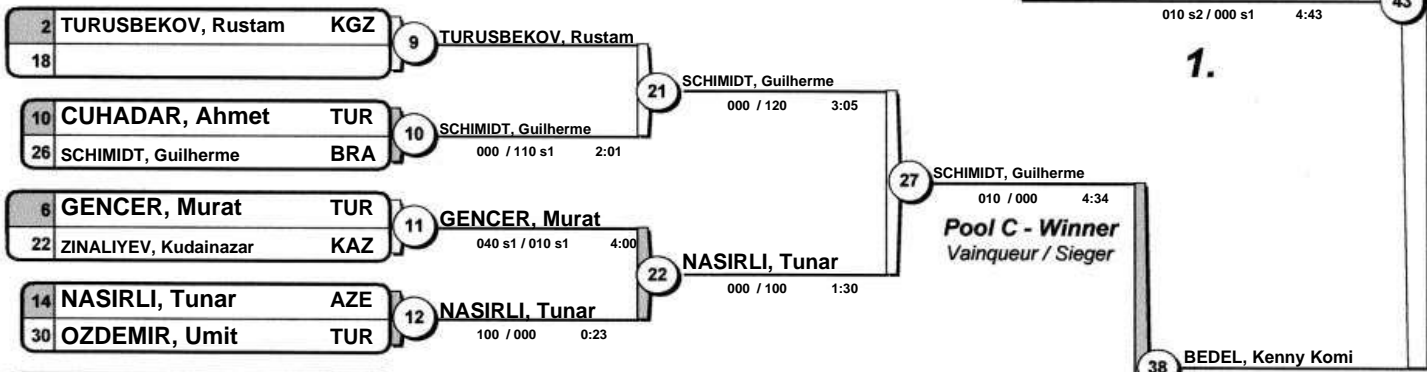 010 s2 / 000 s1 4:43
43
1.
2 TURUSBEKOV, Rustam KGZ
18
9
TURUSBEKOV, Rustam
10 CUHADAR, Ahmet TUR
26 SCHIMIDT, Guilherme BRA
10
SCHIMIDT, Guilherme
000 / 110 s1 2:01
21
SCHIMIDT, Guilherme
000 / 120 3:05
6 GENCER, Murat TUR
22 ZINALIYEV, Kudainazar KAZ
11
GENCER, Murat
040 s1 / 010 s1 4:00
14 NASIRLI, Tunar AZE
30 OZDEMIR, Umit TUR
12
NASIRLI, Tunar
100 / 000 0:23
22
NASIRLI, Tunar
000 / 100 1:30
27
SCHIMIDT, Guilherme
010 / 000 4:34
Pool C - Winner
Vainqueur / Sieger
38
BEDEL, Kenny Komi